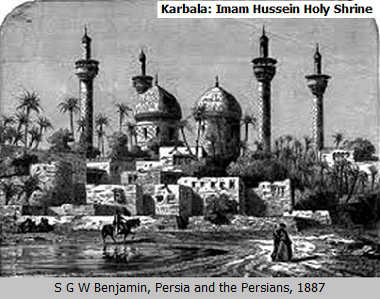 Karbala: Imam Hussein Holy Shrine
S G W Benjamin, Persia and the Persians, 1887